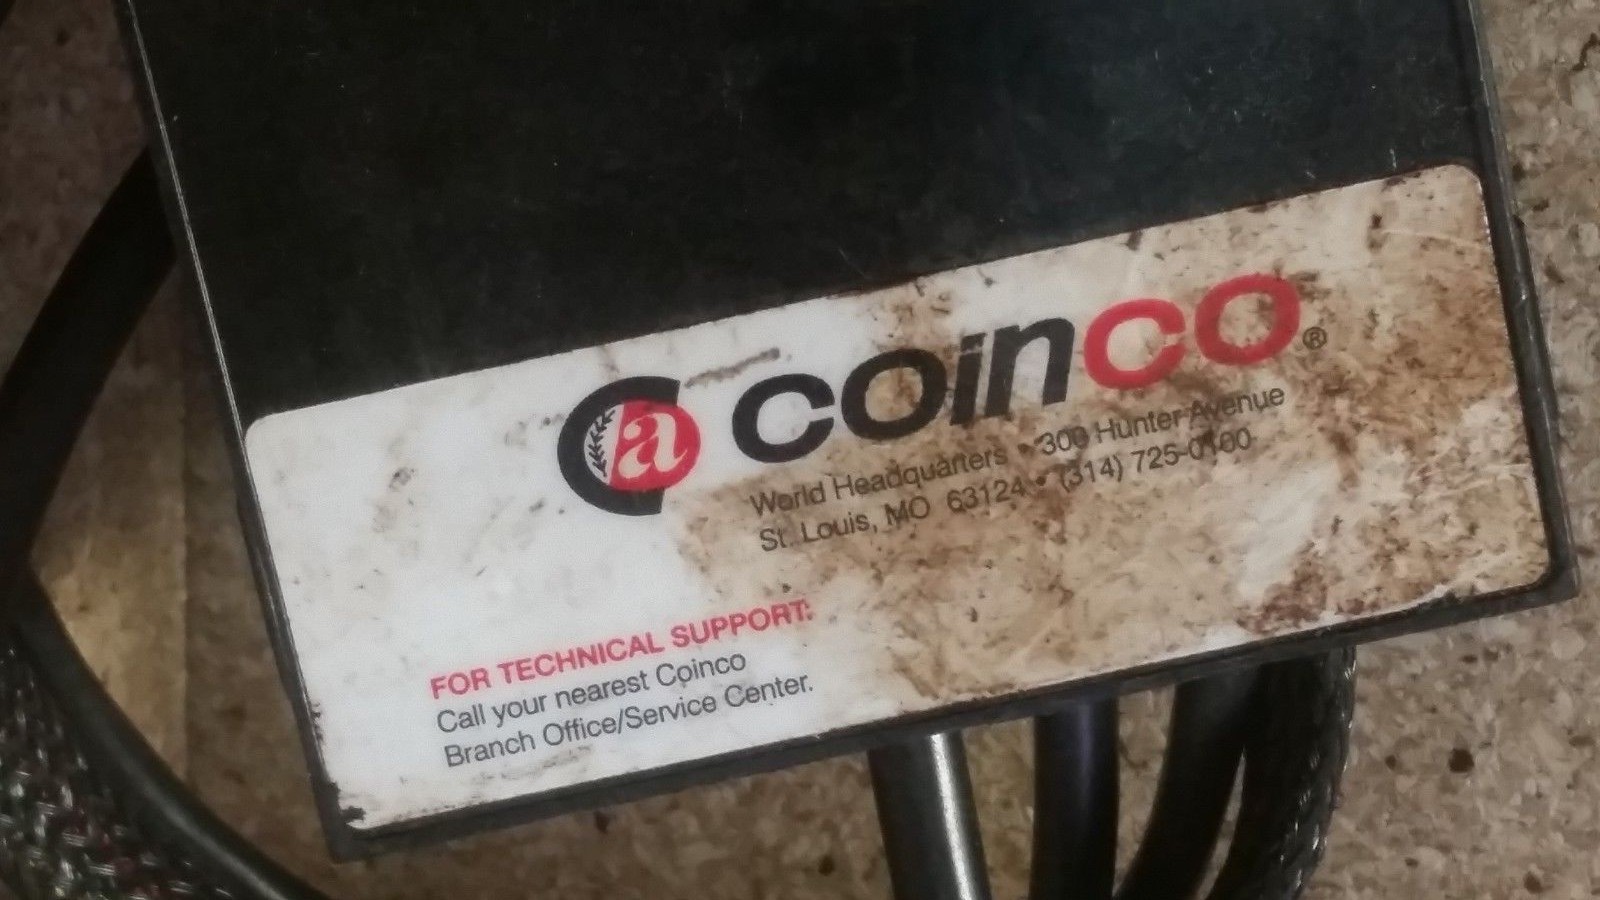 Ca coinco®
World Headquarters • 300 Hunter Avenue
St. Louis, MO 63124 • (314) 725-0100
FOR TECHNICAL SUPPORT:
Call your nearest Coinco
Branch Office/Service Center.